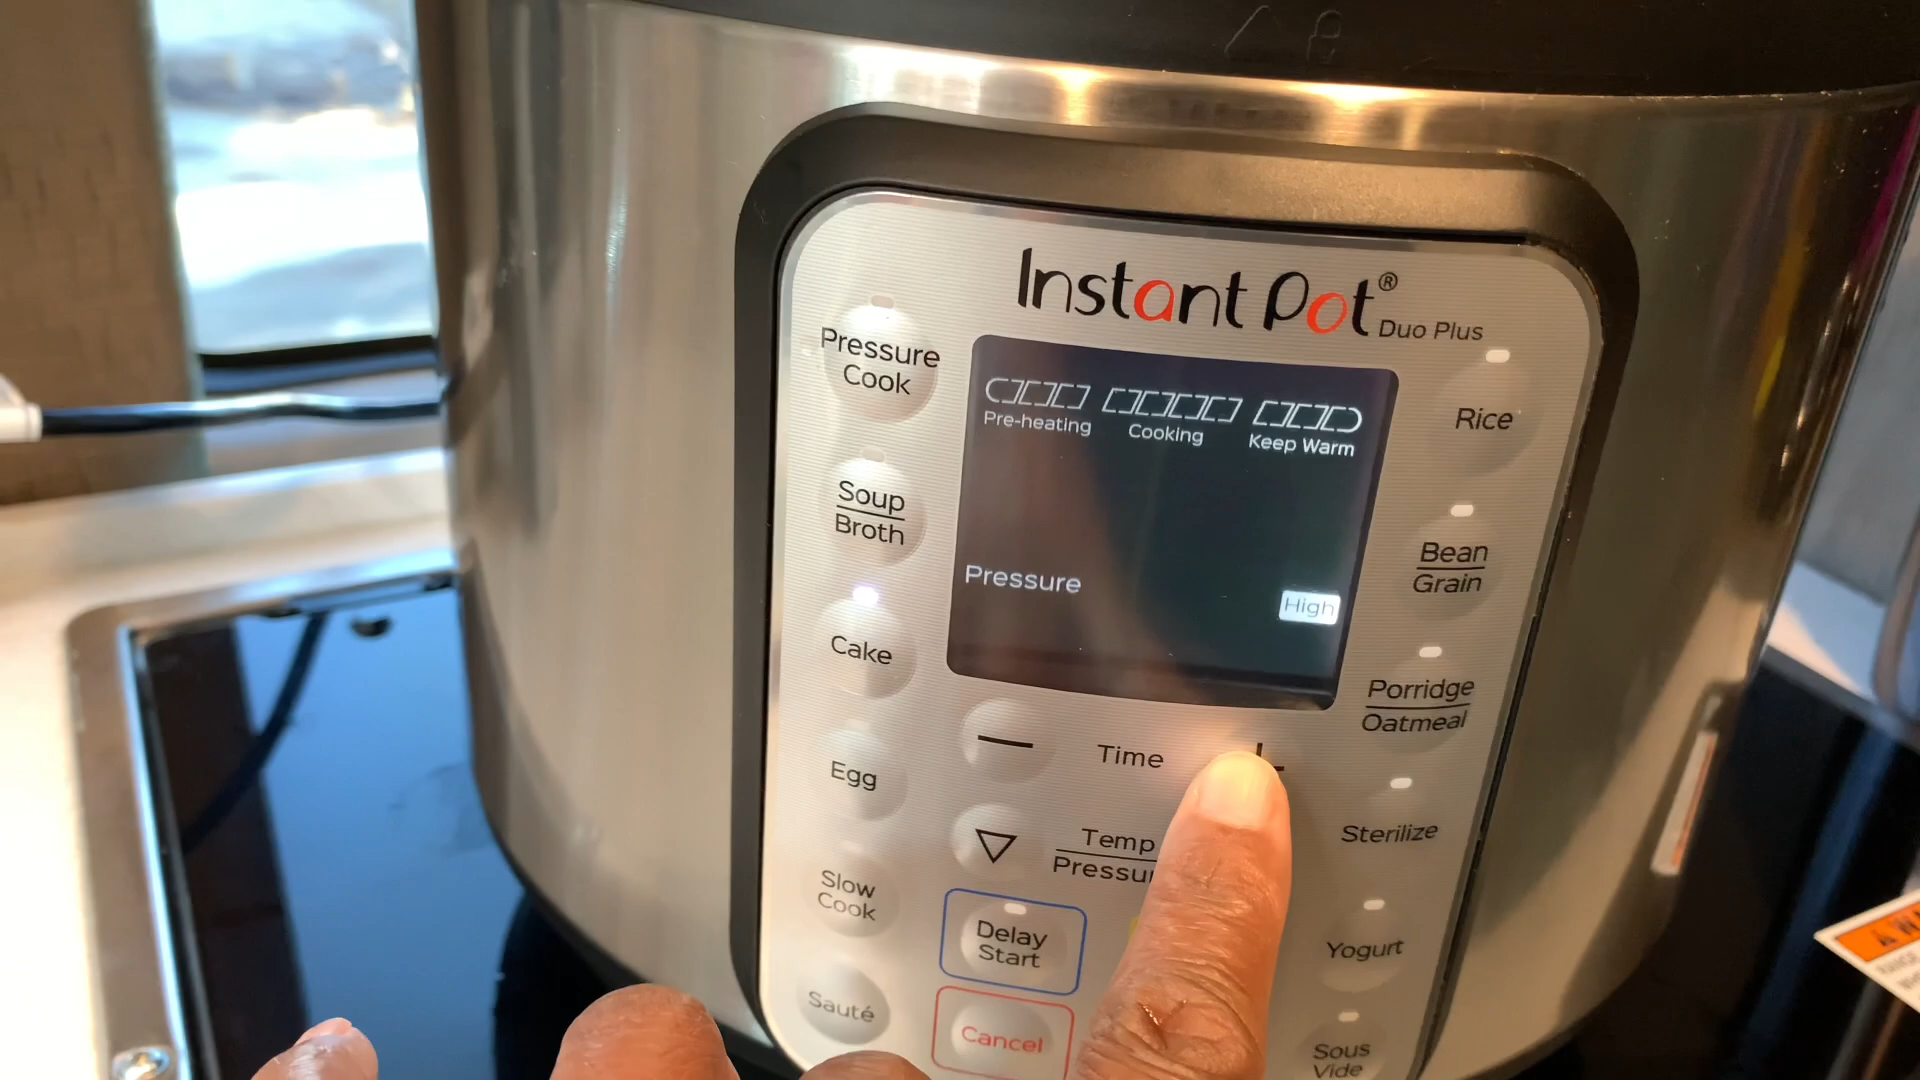 Instant Pot®
Duo Plus
Pressure
Cook
Soup
Broth
Cake
Egg
Slow
Cook
Sauté
Pre-heating
Cooking
Keep Warm
Pressure
High
Time
Temp
Delay
Start
Cancel
Rice
Bean
Grain
Porridge
Oatmeal
Sterilize
Yogurt
Sous
Vide